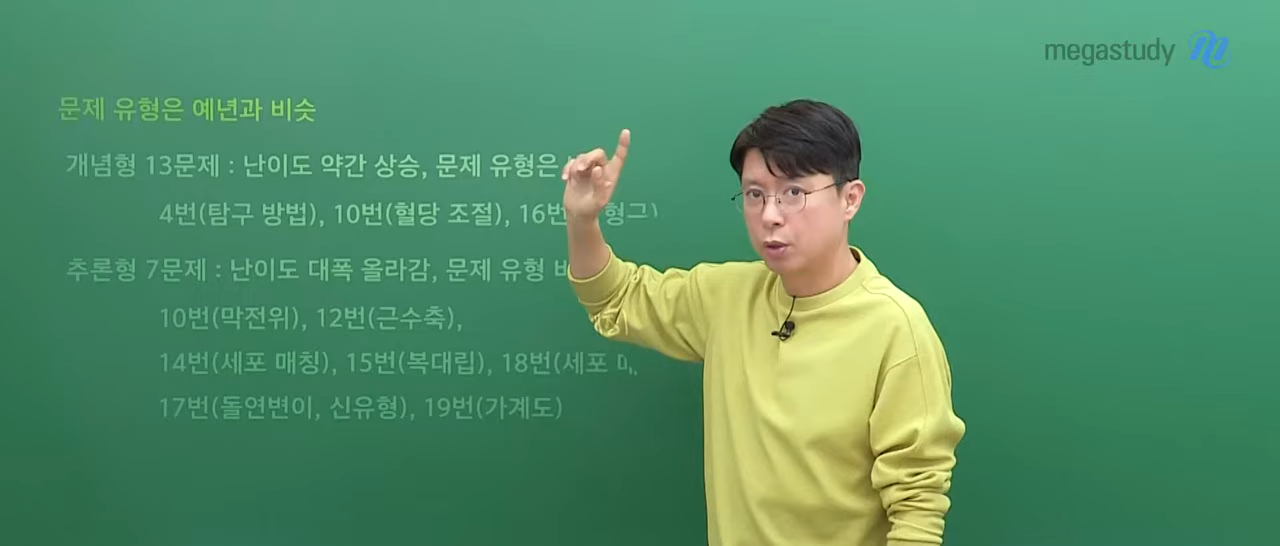 megastudy
문제 유형은 예년과 비슷
개념형 13문제 : 난이도 약간 상승, 문제 유형은
4번(탐구 방법), 10번(혈당 조절), 16번
추론형 7문제 : 난이도 대폭 올라감, 문제 유형
10번(막전위), 12번(근수축),
14번(세포 매칭), 15번(복대립), 18번(세포
17번(돌연변이, 신유형), 19번(가계도)